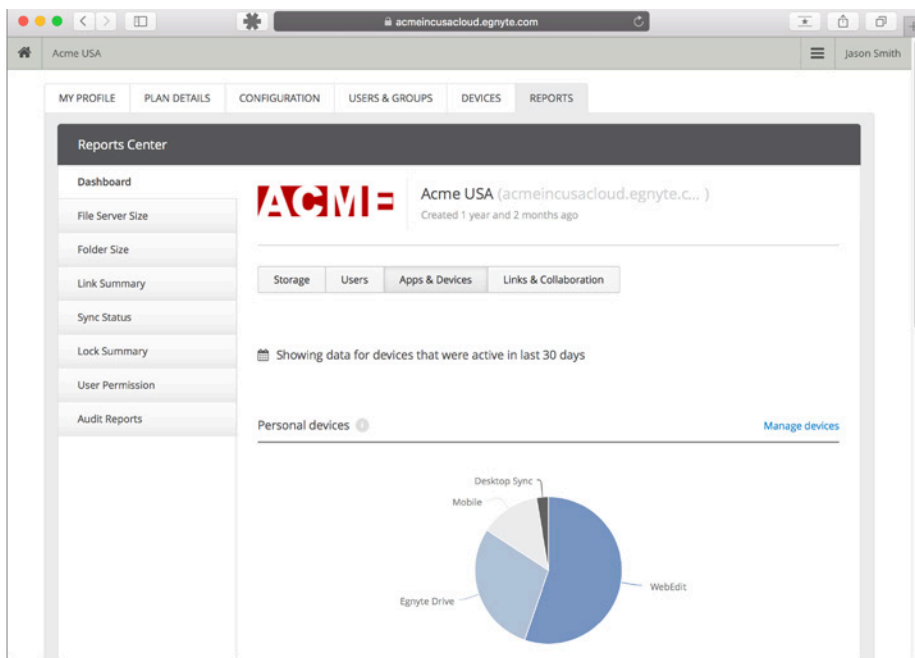 acmeincusacloud.egnyte.com
Acme USA
Jason Smith
MY PROFILE
PLAN DETAILS
CONFIGURATION
USERS & GROUPS
DEVICES
REPORTS
Reports Center
Dashboard
File Server Size
Folder Size
Link Summary
Sync Status
Lock Summary
User Permission
Audit Reports
ACME
Acme USA (acmeincusacloud.egnyte.c... )
Created 1 year and 2 months ago
Storage
Users
Apps & Devices
Links & Collaboration
Showing data for devices that were active in last 30 days
Personal devices
Manage devices
Desktop Sync
Mobile
Egnyte Drive
WebEdit